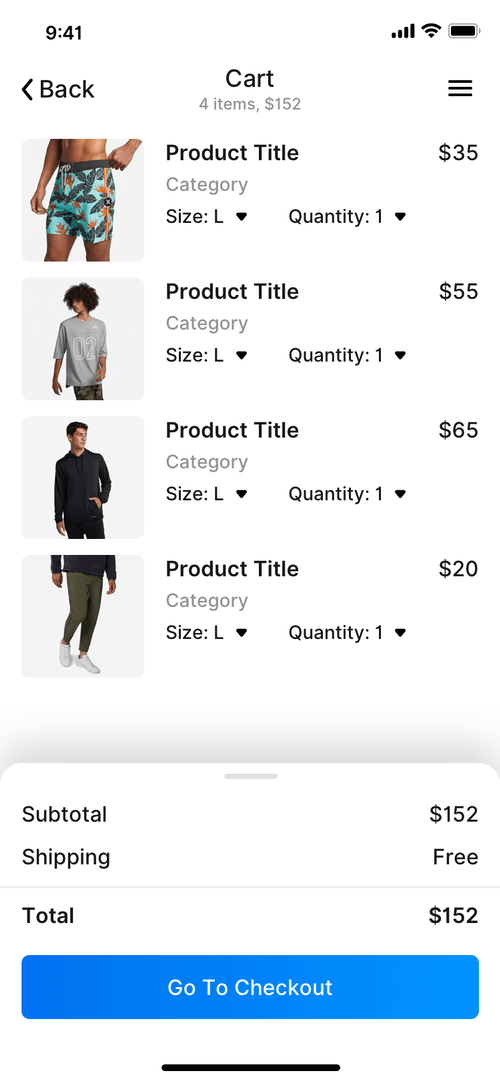 9:41
Back
Cart
4 items, $152
Product Title $35
Category
Size: L Quantity: 1
02
Product Title $55
Category
Size: L Quantity: 1
Product Title $65
Category
Size: L Quantity: 1
Product Title $20
Category
Size: L Quantity: 1
Subtotal $152
Shipping Free
Total $152
Go To Checkout